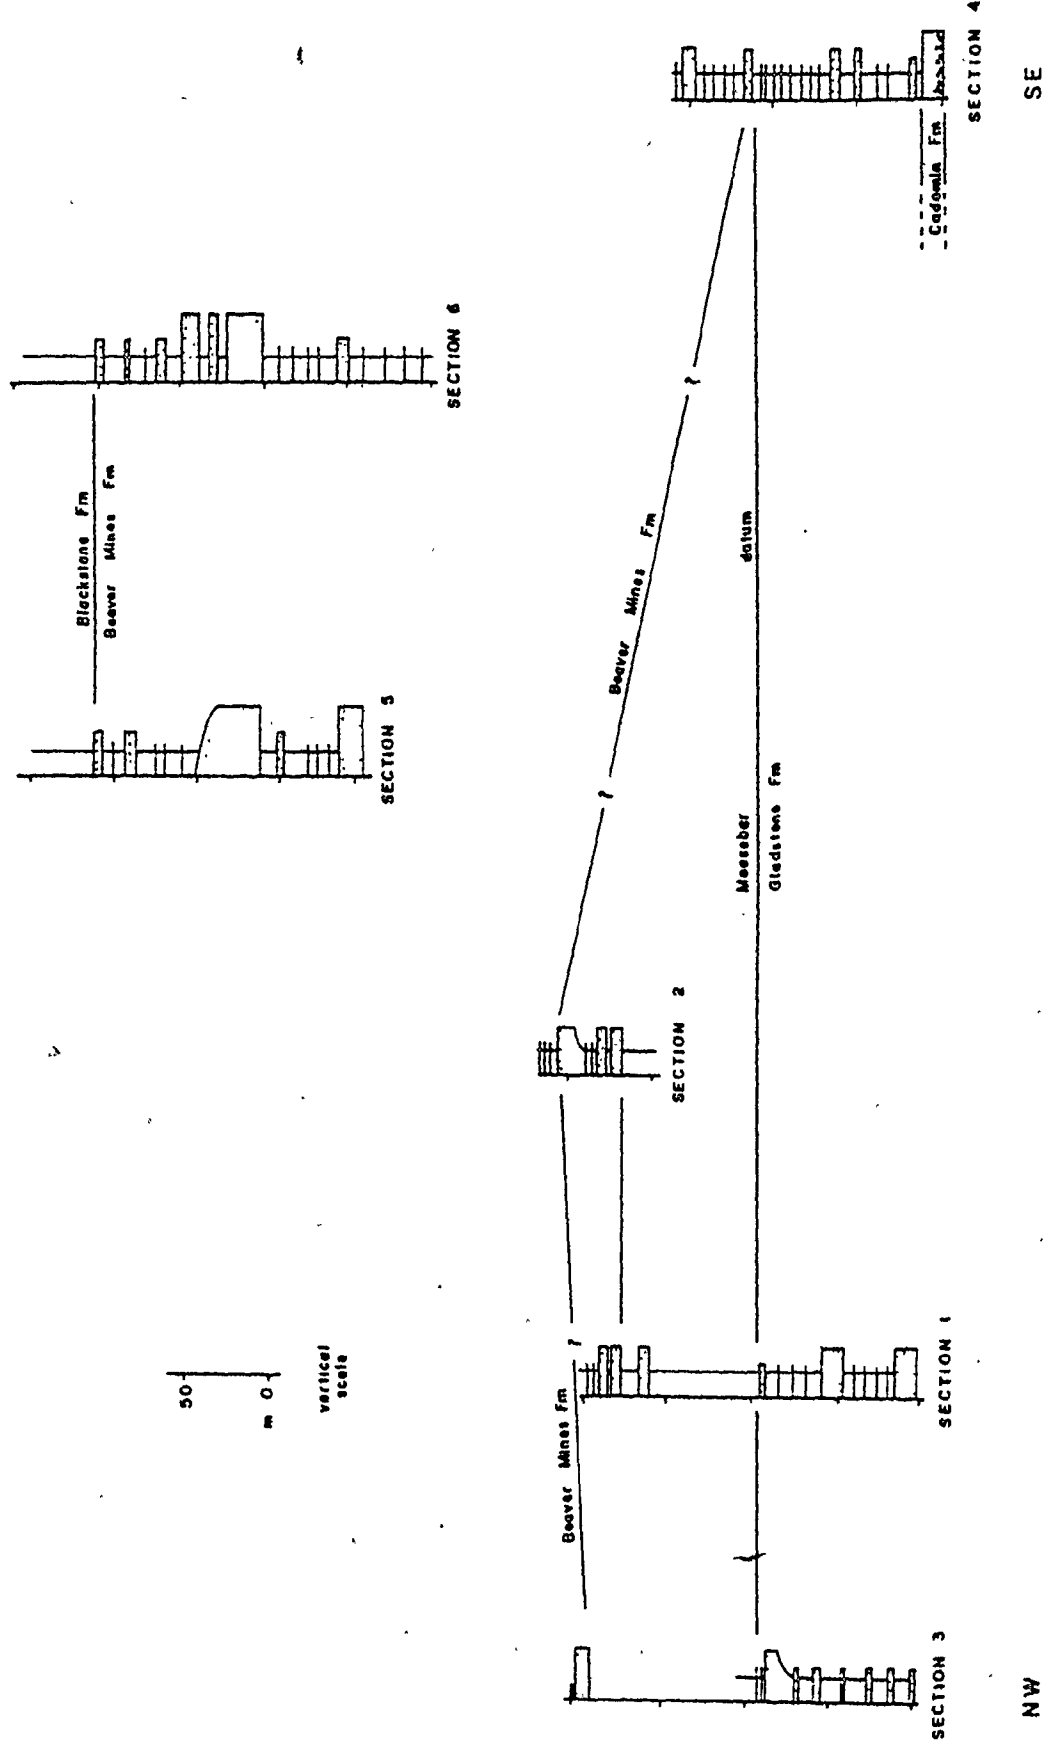 SECTION 4
SE
Cadomin Fm
SECTION 6
Blackstone Fm
Beaver Mines Fm
SECTION 5
Beaver Mines Fm
?
?
datum
Mooseber
Gladstone Fm
SECTION 2
50
m 0
vertical
scale
?
Beaver Mines Fm
SECTION 1
SECTION 3
NW